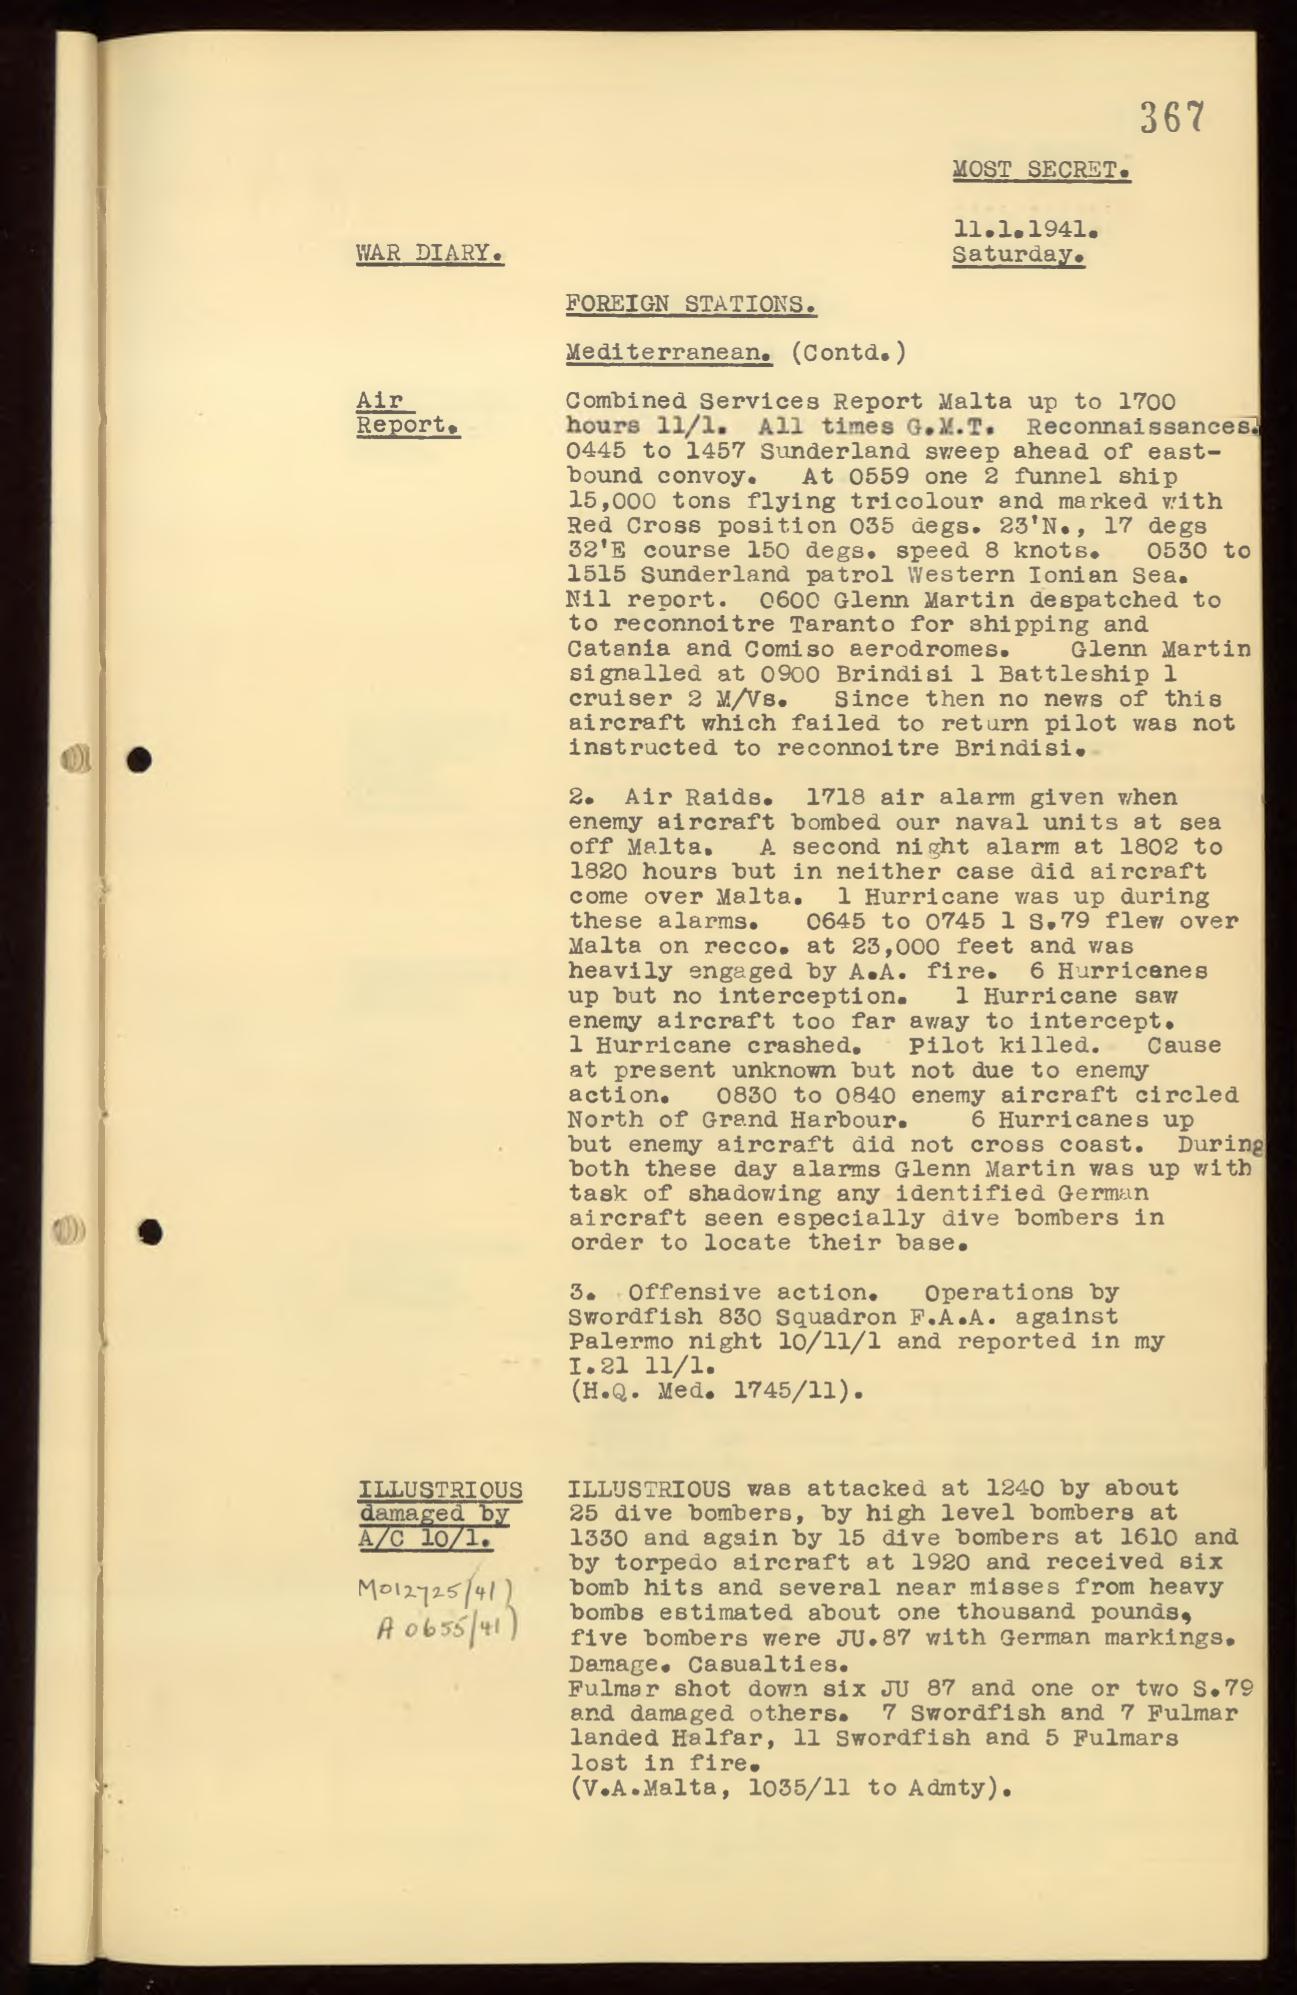 367
MOST SECRET.
11.1.1941.
Saturday.
WAR DIARY.
FOREIGN STATIONS.
Mediterranean. (Contd.)
Air
Report.
Combined Services Report Malta up to 1700
hours 11/1. All times G.M.T. Reconnaissances.
0445 to 1457 Sunderland sweep ahead of east-
bound convoy. At 0559 one 2 funnel ship
15,000 tons flying tricolour and marked with
Red Cross position 035 degs. 23'N., 17 degs
32'E course 150 degs. speed 8 knots. 0530 to
1515 Sunderland patrol Western Ionian Sea.
Nil report. 0600 Glenn Martin despatched to
to reconnoitre Taranto for shipping and
Catania and Comiso aerodromes. Glenn Martin
signalled at 0900 Brindisi 1 Battleship 1
cruiser 2 M/Vs. Since then no news of this
aircraft which failed to return pilot was not
instructed to reconnoitre Brindisi.
2. Air Raids. 1718 air alarm given when
enemy aircraft bombed our naval units at sea
off Malta. A second night alarm at 1802 to
1820 hours but in neither case did aircraft
come over Malta. 1 Hurricane was up during
these alarms. 0645 to 0745 1 S.79 flew over
Malta on recco. at 23,000 feet and was
heavily engaged by A.A. fire. 6 Hurricanes
up but no interception. 1 Hurricane saw
enemy aircraft too far away to intercept.
1 Hurricane crashed. Pilot killed. Cause
at present unknown but not due to enemy
action. 0830 to 0840 enemy aircraft circled
North of Grand Harbour. 6 Hurricanes up
but enemy aircraft did not cross coast. During
both these day alarms Glenn Martin was up with
task of shadowing any identified German
aircraft seen especially dive bombers in
order to locate their base.
3. Offensive action. Operations by
Swordfish 830 Squadron F.A.A. against
Palermo night 10/11/1 and reported in my
I.21 11/1.
(H.Q. Med. 1745/11).
ILLUSTRIOUS
damaged by
A/C 10/1.
M012725/41)
A 0655/41)
ILLUSTRIOUS was attacked at 1240 by about
25 dive bombers, by high level bombers at
1330 and again by 15 dive bombers at 1610 and
by torpedo aircraft at 1920 and received six
bomb hits and several near misses from heavy
bombs estimated about one thousand pounds,
five bombers were JU.87 with German markings.
Damage. Casualties.
Fulmar shot down six JU 87 and one or two S.79
and damaged others. 7 Swordfish and 7 Fulmar
landed Halfar, 11 Swordfish and 5 Fulmars
lost in fire.
(V.A.Malta, 1035/11 to Admty).